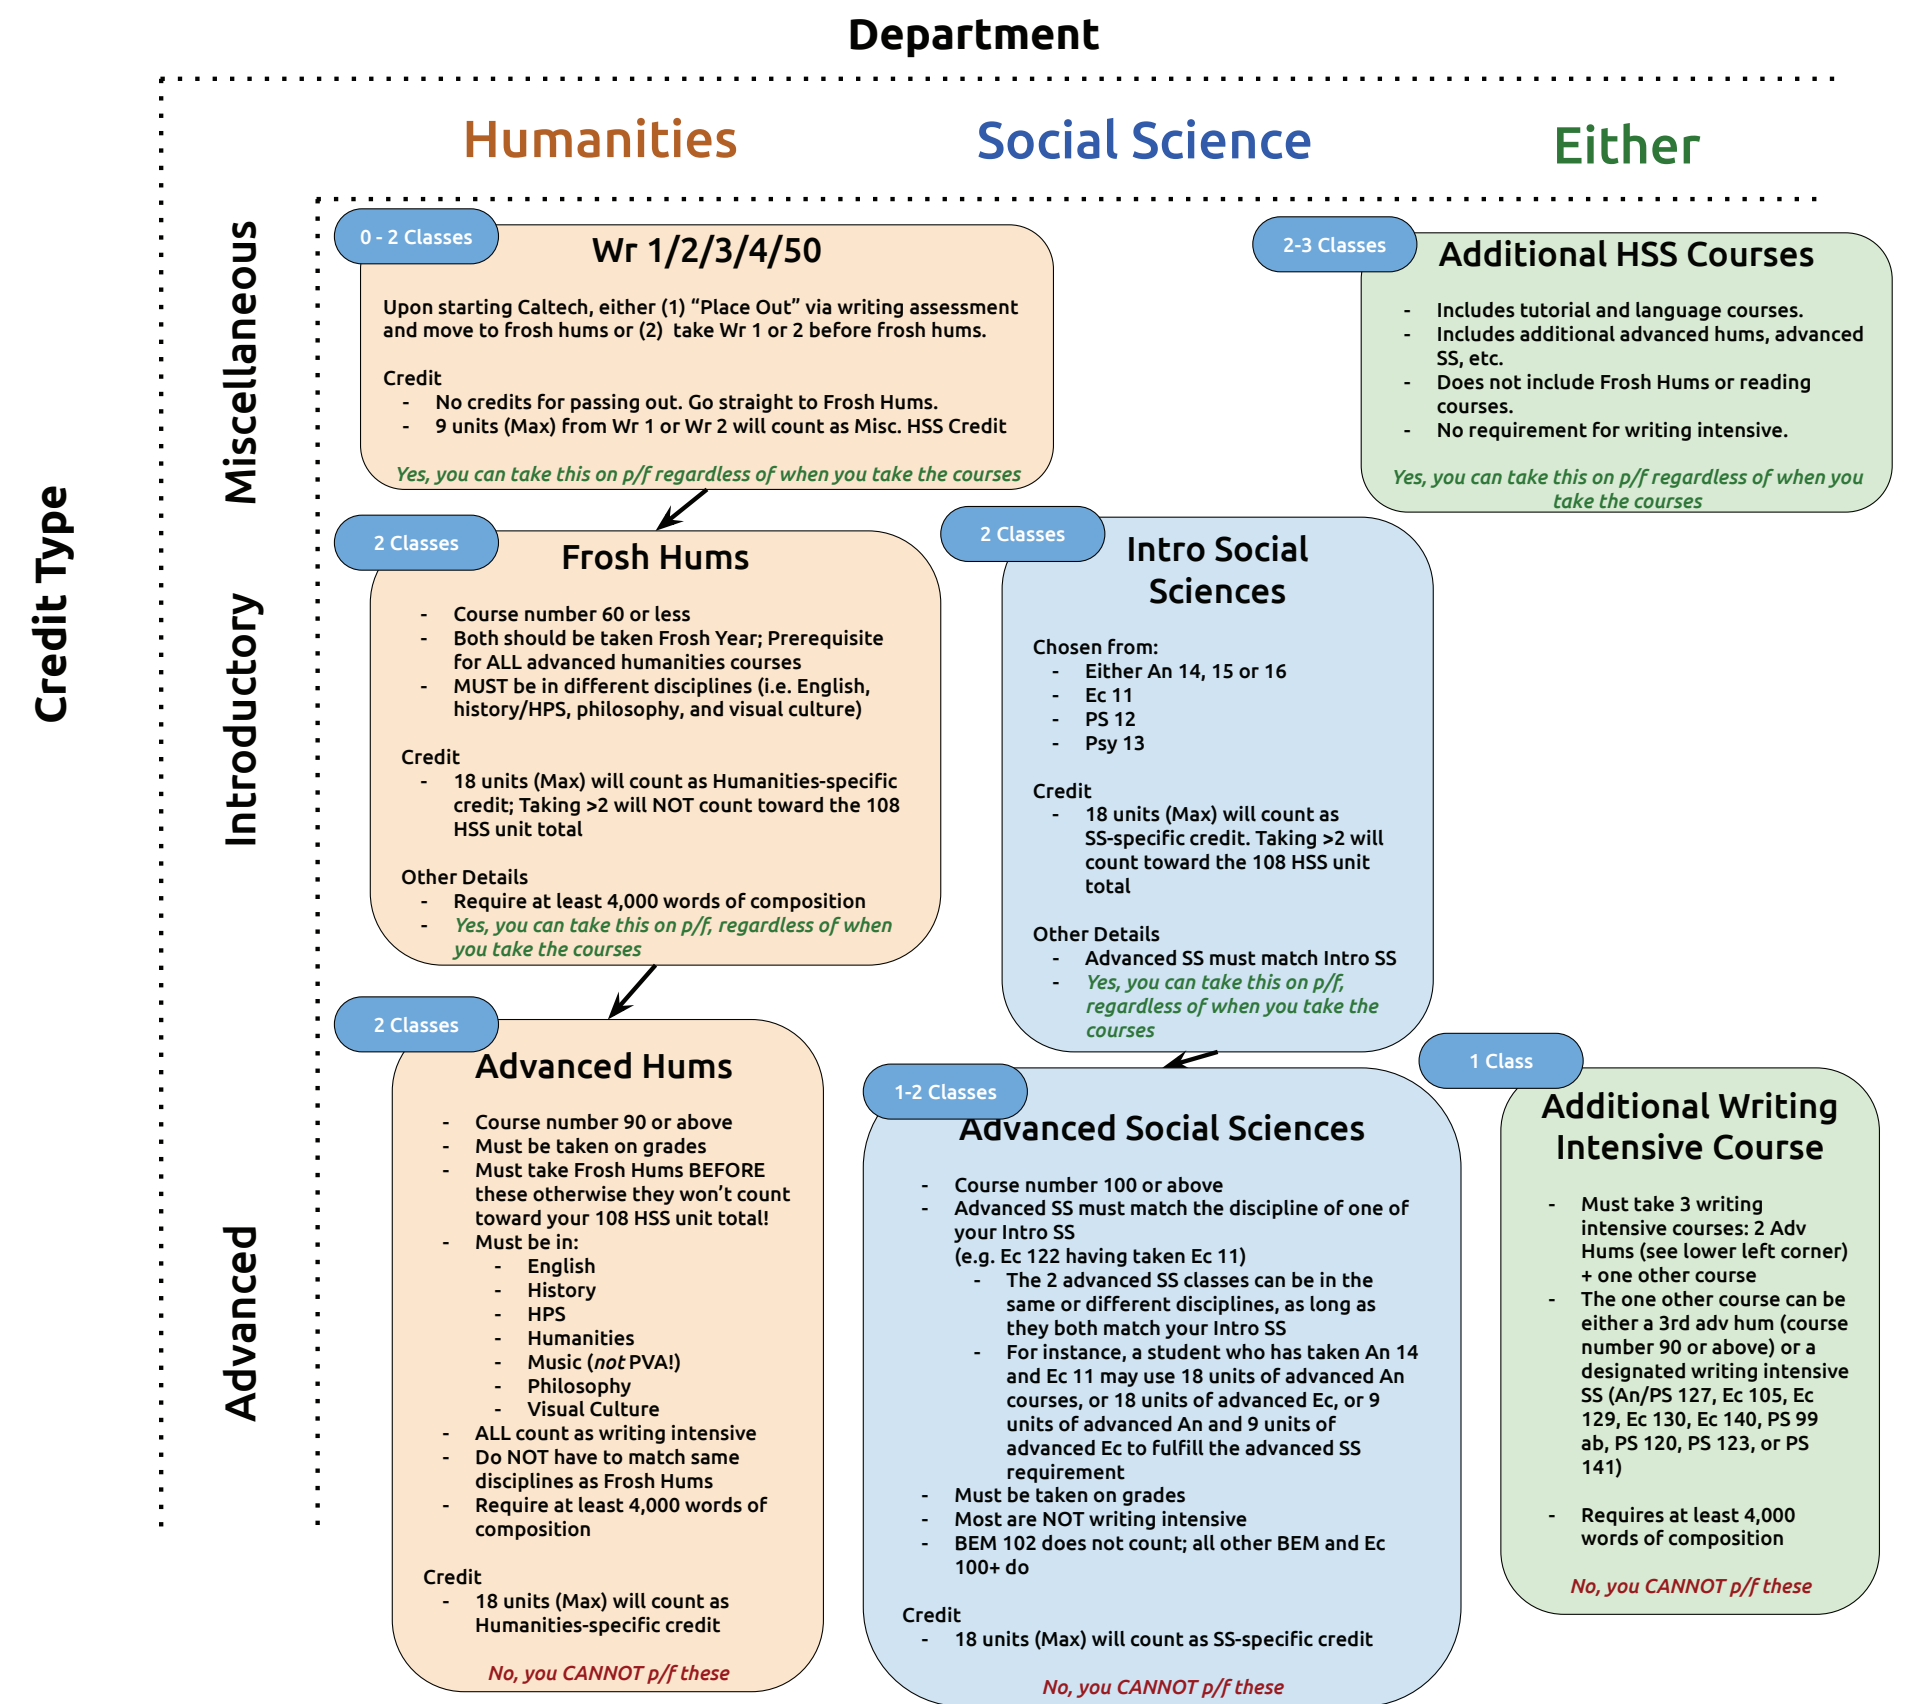 Department
Humanities
Social Science
Either
Credit Type
Miscellaneous
Introductory
Advanced
0 - 2 Classes
Wr 1/2/3/4/50
Upon starting Caltech, either (1) “Place Out” via writing assessment
and move to frosh hums or (2) take Wr 1 or 2 before frosh hums.
Credit
- No credits for passing out. Go straight to Frosh Hums.
- 9 units (Max) from Wr 1 or Wr 2 will count as Misc. HSS Credit
Yes, you can take this on p/f regardless of when you take the courses
2-3 Classes
Additional HSS Courses
- Includes tutorial and language courses.
- Includes additional advanced hums, advanced
SS, etc.
- Does not include Frosh Hums or reading
courses.
- No requirement for writing intensive.
Yes, you can take this on p/f regardless of when you
take the courses
2 Classes
Frosh Hums
- Course number 60 or less
- Both should be taken Frosh Year; Prerequisite
for ALL advanced humanities courses
- MUST be in different disciplines (i.e. English,
history/HPS, philosophy, and visual culture)
Credit
- 18 units (Max) will count as Humanities-specific
credit; Taking >2 will NOT count toward the 108
HSS unit total
Other Details
- Require at least 4,000 words of composition
- Yes, you can take this on p/f, regardless of when
you take the courses
2 Classes
Intro Social
Sciences
Chosen from:
- Either An 14, 15 or 16
- Ec 11
- PS 12
- Psy 13
Credit
- 18 units (Max) will count as
SS-specific credit. Taking >2 will
count toward the 108 HSS unit
total
Other Details
- Advanced SS must match Intro SS
- Yes, you can take this on p/f,
regardless of when you take the
courses
2 Classes
Advanced Hums
- Course number 90 or above
- Must be taken on grades
- Must take Frosh Hums BEFORE
these otherwise they won’t count
toward your 108 HSS unit total!
- Must be in:
- English
- History
- HPS
- Humanities
- Music (not PVA!)
- Philosophy
- Visual Culture
- ALL count as writing intensive
- Do NOT have to match same
disciplines as Frosh Hums
- Require at least 4,000 words of
composition
Credit
- 18 units (Max) will count as
Humanities-specific credit
No, you CANNOT p/f these
1-2 Classes
Advanced Social Sciences
- Course number 100 or above
- Advanced SS must match the discipline of one of
your Intro SS
(e.g. Ec 122 having taken Ec 11)
- The 2 advanced SS classes can be in the
same or different disciplines, as long as
they both match your Intro SS
- For instance, a student who has taken An 14
and Ec 11 may use 18 units of advanced An
courses, or 18 units of advanced Ec, or 9
units of advanced An and 9 units of
advanced Ec to fulfill the advanced SS
requirement
- Must be taken on grades
- Most are NOT writing intensive
- BEM 102 does not count; all other BEM and Ec
100+ do
Credit
- 18 units (Max) will count as SS-specific credit
No, you CANNOT p/f these
1 Class
Additional Writing
Intensive Course
- Must take 3 writing
intensive courses: 2 Adv
Hums (see lower left corner)
+ one other course
- The one other course can be
either a 3rd adv hum (course
number 90 or above) or a
designated writing intensive
SS (An/PS 127, Ec 105, Ec
129, Ec 130, Ec 140, PS 99
ab, PS 120, PS 123, or PS
141)
- Requires at least 4,000
words of composition
No, you CANNOT p/f these